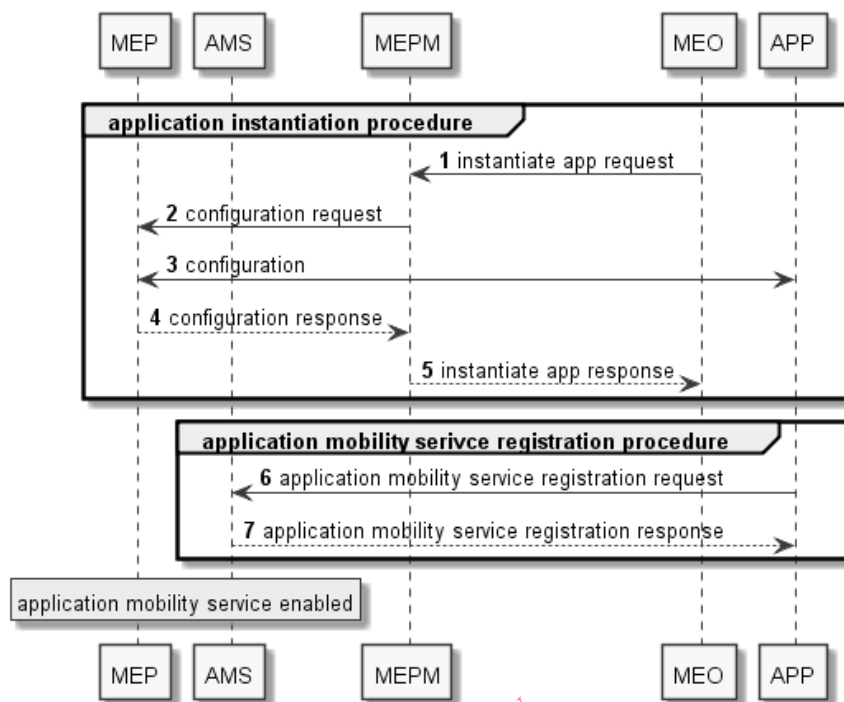 MEP AMS MEPM MEO APP
application instantiation procedure
1 instantiate app request
2 configuration request
3 configuration
4 configuration response
5 instantiate app response
application mobility serivce registration procedure
6 application mobility service registration request
7 application mobility service registration response
application mobility service enabled
MEP AMS MEPM MEO APP